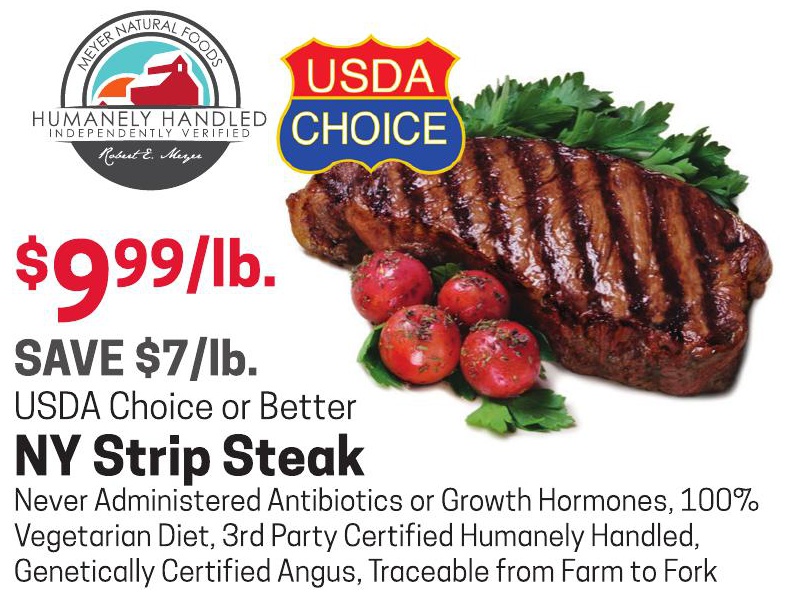 MEYER NATURAL FOODS
HUMANELY HANDLED
INDEPENDENTLY VERIFIED
Robert E. Meyer
USDA
CHOICE
$9.99/lb.
SAVE $7/lb.
USDA Choice or Better
NY Strip Steak
Never Administered Antibiotics or Growth Hormones, 100%
Vegetarian Diet, 3rd Party Certified Humanely Handled,
Genetically Certified Angus, Traceable from Farm to Fork